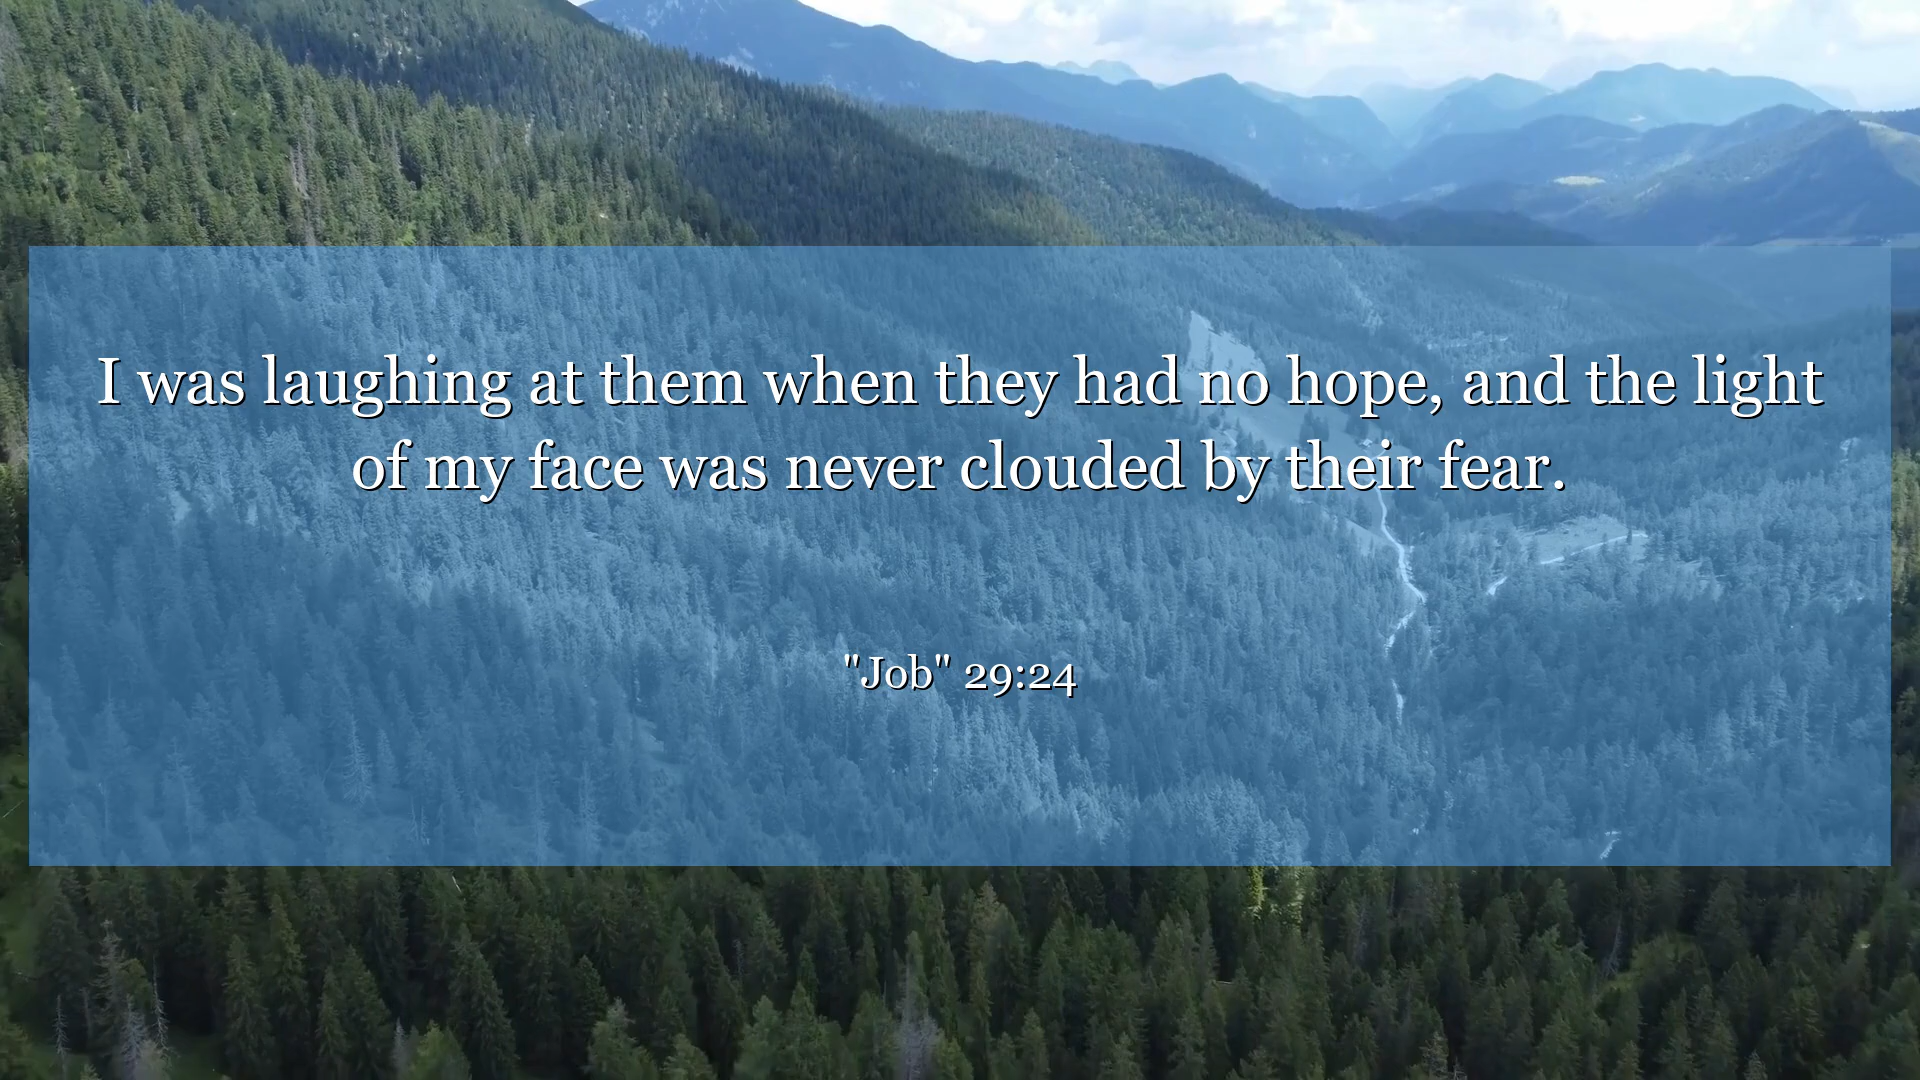 I was laughing at them when they had no hope, and the light
of my face was never clouded by their fear.
"Job" 29:24